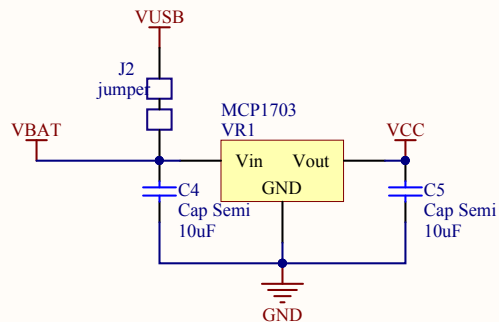 VUSB
J2
jumper
MCP1703
VR1
VBAT
VCC
Vin Vout
GND
C4
Cap Semi
10uF
C5
Cap Semi
10uF
GND